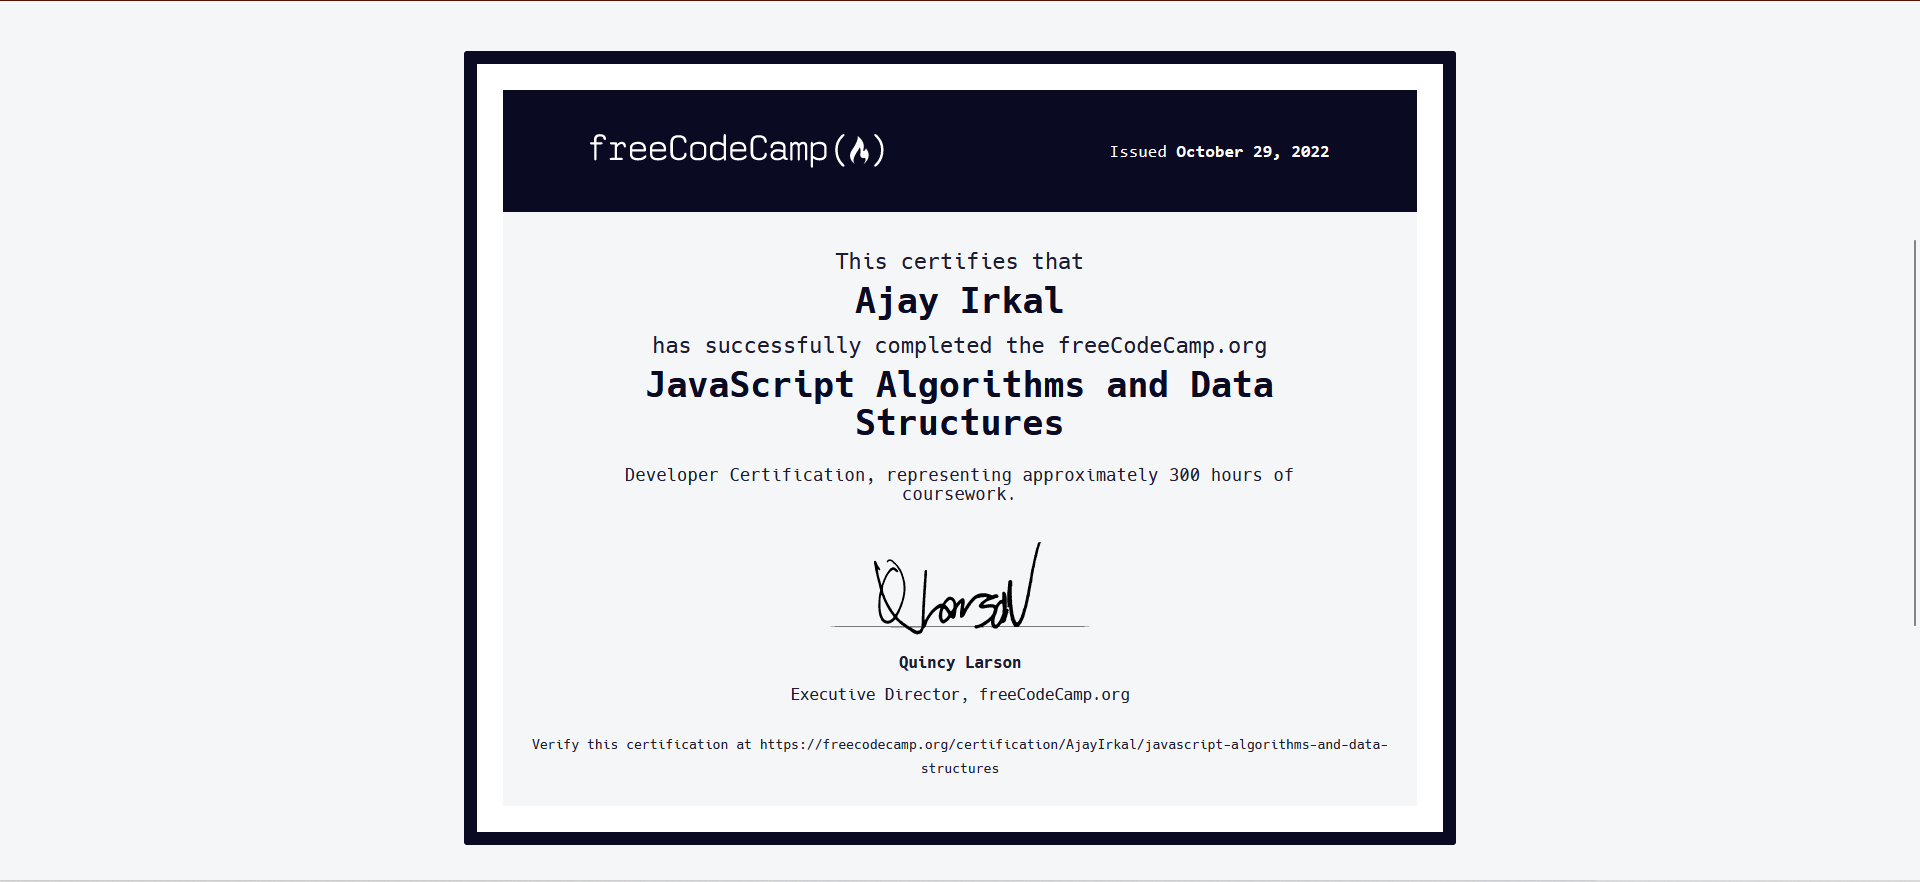 freeCodeCamp
Issued October 29, 2022
This certifies that
Ajay Irkal
has successfully completed the freeCodeCamp.org
JavaScript Algorithms and Data
Structures
Developer Certification, representing approximately 300 hours of
coursework.
Q Larson
Quincy Larson
Executive Director, freeCodeCamp.org
Verify this certification at https://freecodecamp.org/certification/AjayIrkal/javascript-algorithms-and-data-
structures